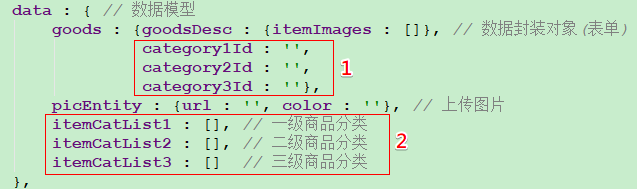 data : { // 数据模型
goods : {goodsDesc : {itemImages : []}, // 数据封装对象(表单)
category1Id : '',
category2Id : '',
category3Id : ''},
1
picEntity : {url : '', color : ''}, // 上传图片
itemCatList1 : [], // 一级商品分类
itemCatList2 : [], // 二级商品分类
itemCatList3 : [] // 三级商品分类
2
},